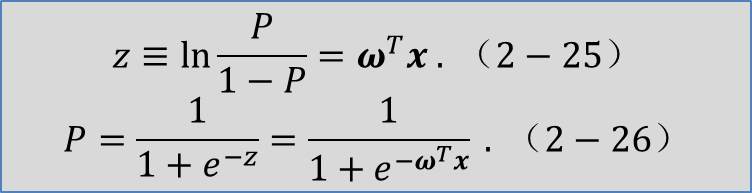 z ≡ ln P/(1 − P) = ω^T x . （2 − 25）
P = 1/(1 + e^{−z}) = 1/(1 + e^{−ω^T x}) . （2 − 26）